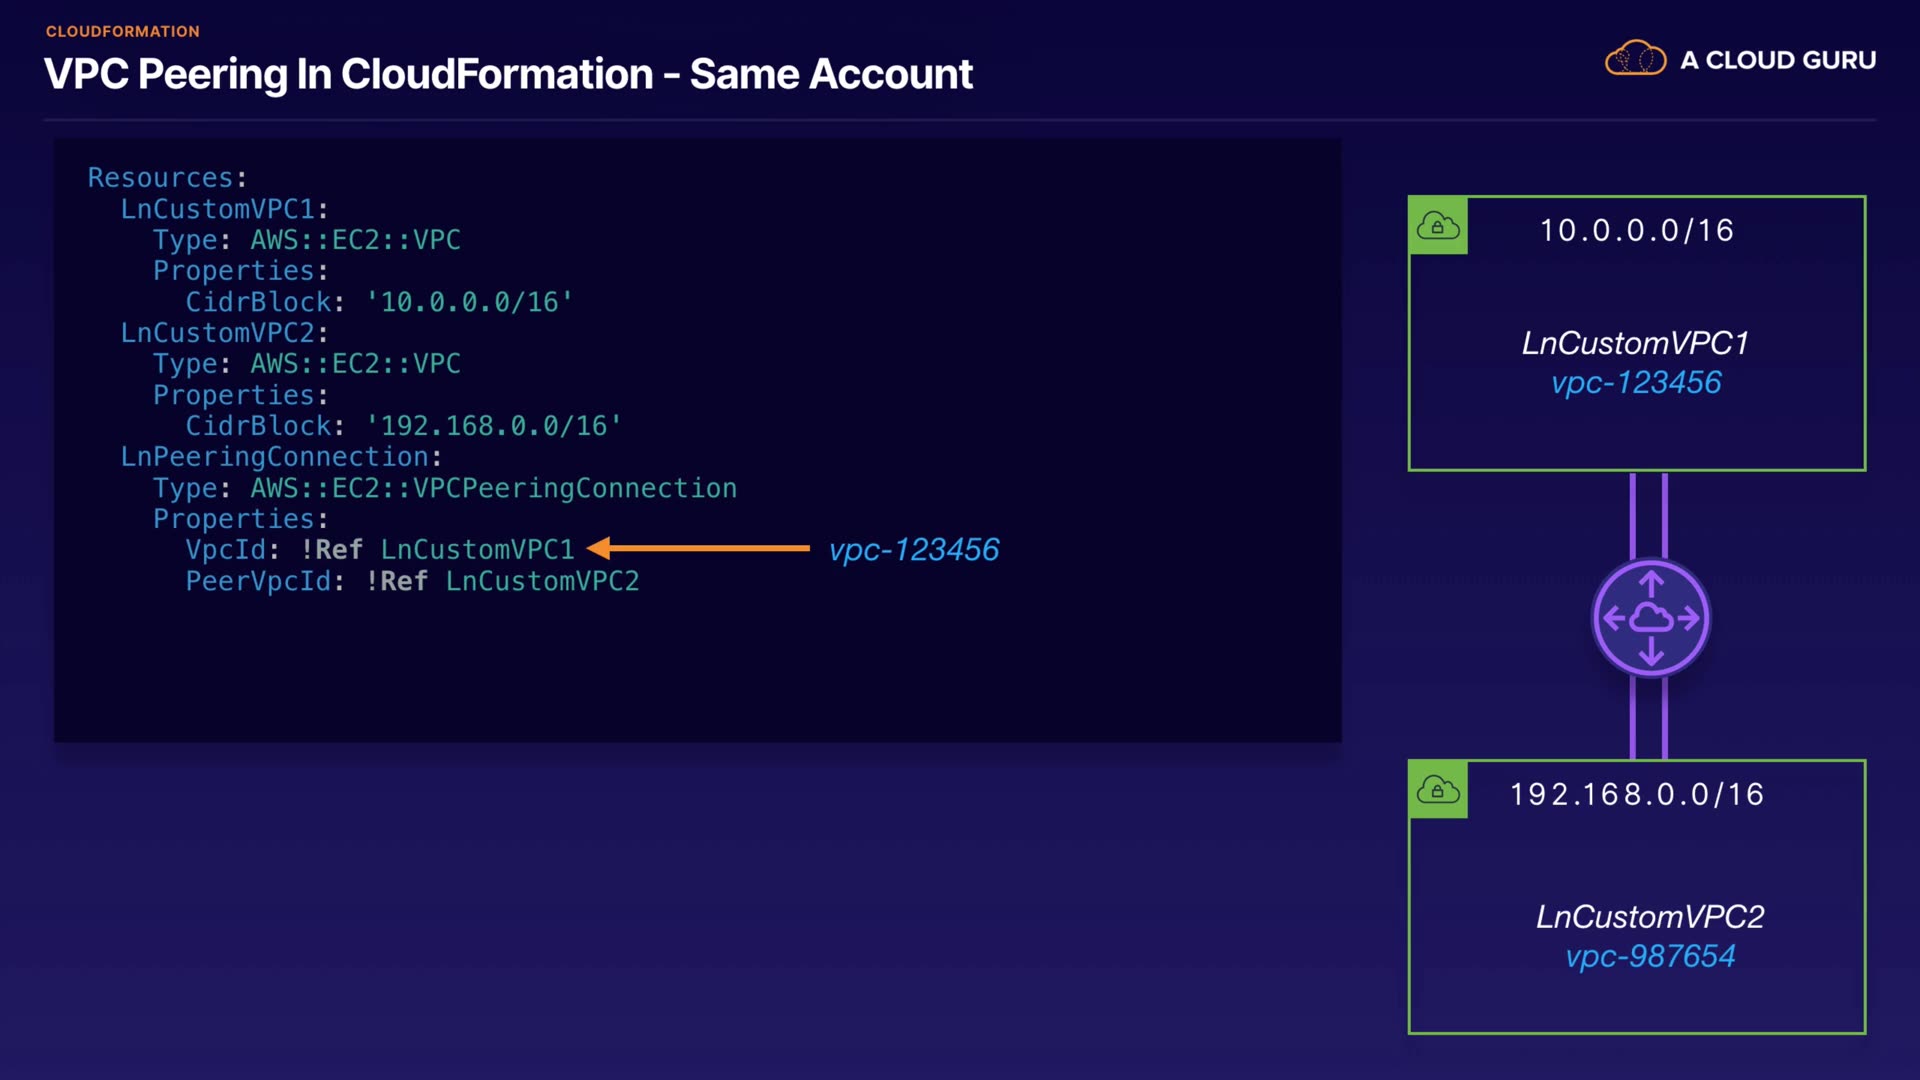 CLOUDFORMATION
VPC Peering In CloudFormation - Same Account
A CLOUD GURU
Resources:
  LnCustomVPC1:
    Type: AWS::EC2::VPC
    Properties:
      CidrBlock: '10.0.0.0/16'
  LnCustomVPC2:
    Type: AWS::EC2::VPC
    Properties:
      CidrBlock: '192.168.0.0/16'
  LnPeeringConnection:
    Type: AWS::EC2::VPCPeeringConnection
    Properties:
      VpcId: !Ref LnCustomVPC1
      PeerVpcId: !Ref LnCustomVPC2
vpc-123456
10.0.0.0/16
LnCustomVPC1
vpc-123456
192.168.0.0/16
LnCustomVPC2
vpc-987654